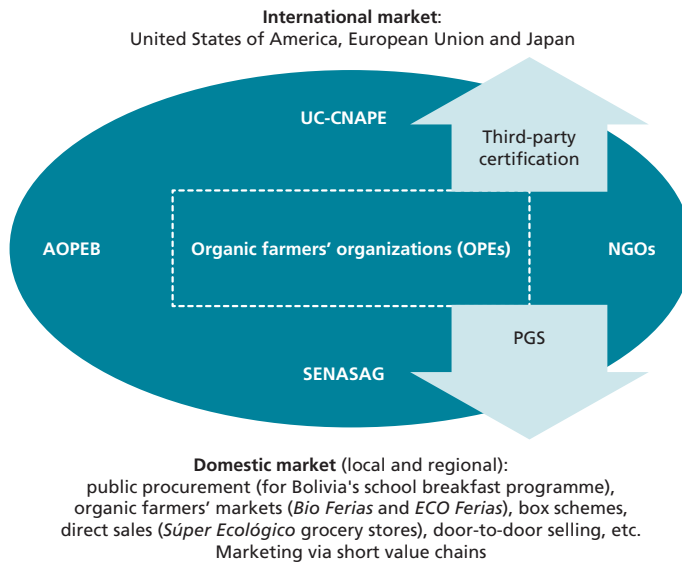 International market:
United States of America, European Union and Japan
UC-CNAPE
Third-party
certification
AOPEB
Organic farmers’ organizations (OPEs)
NGOs
PGS
SENASAG
Domestic market (local and regional):
public procurement (for Bolivia's school breakfast programme),
organic farmers’ markets (Bio Ferias and ECO Ferias), box schemes,
direct sales (Súper Ecológico grocery stores), door-to-door selling, etc.
Marketing via short value chains